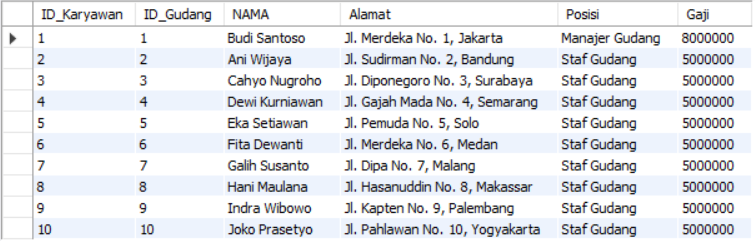 ID_Karyawan ID_Gudang NAMA Alamat Posisi Gaji
1 1 Budi Santoso Jl. Merdeka No. 1, Jakarta Manajer Gudang 8000000
2 2 Ani Wijaya Jl. Sudirman No. 2, Bandung Staf Gudang 5000000
3 3 Cahyo Nugroho Jl. Diponegoro No. 3, Surabaya Staf Gudang 5000000
4 4 Dewi Kurniawan Jl. Gajah Mada No. 4, Semarang Staf Gudang 5000000
5 5 Eka Setiawan Jl. Pemuda No. 5, Solo Staf Gudang 5000000
6 6 Fita Dewanti Jl. Merdeka No. 6, Medan Staf Gudang 5000000
7 7 Galih Susanto Jl. Dipa No. 7, Malang Staf Gudang 5000000
8 8 Hani Maulana Jl. Hasanuddin No. 8, Makassar Staf Gudang 5000000
9 9 Indra Wibowo Jl. Kapten No. 9, Palembang Staf Gudang 5000000
10 10 Joko Prasetyo Jl. Pahlawan No. 10, Yogyakarta Staf Gudang 5000000